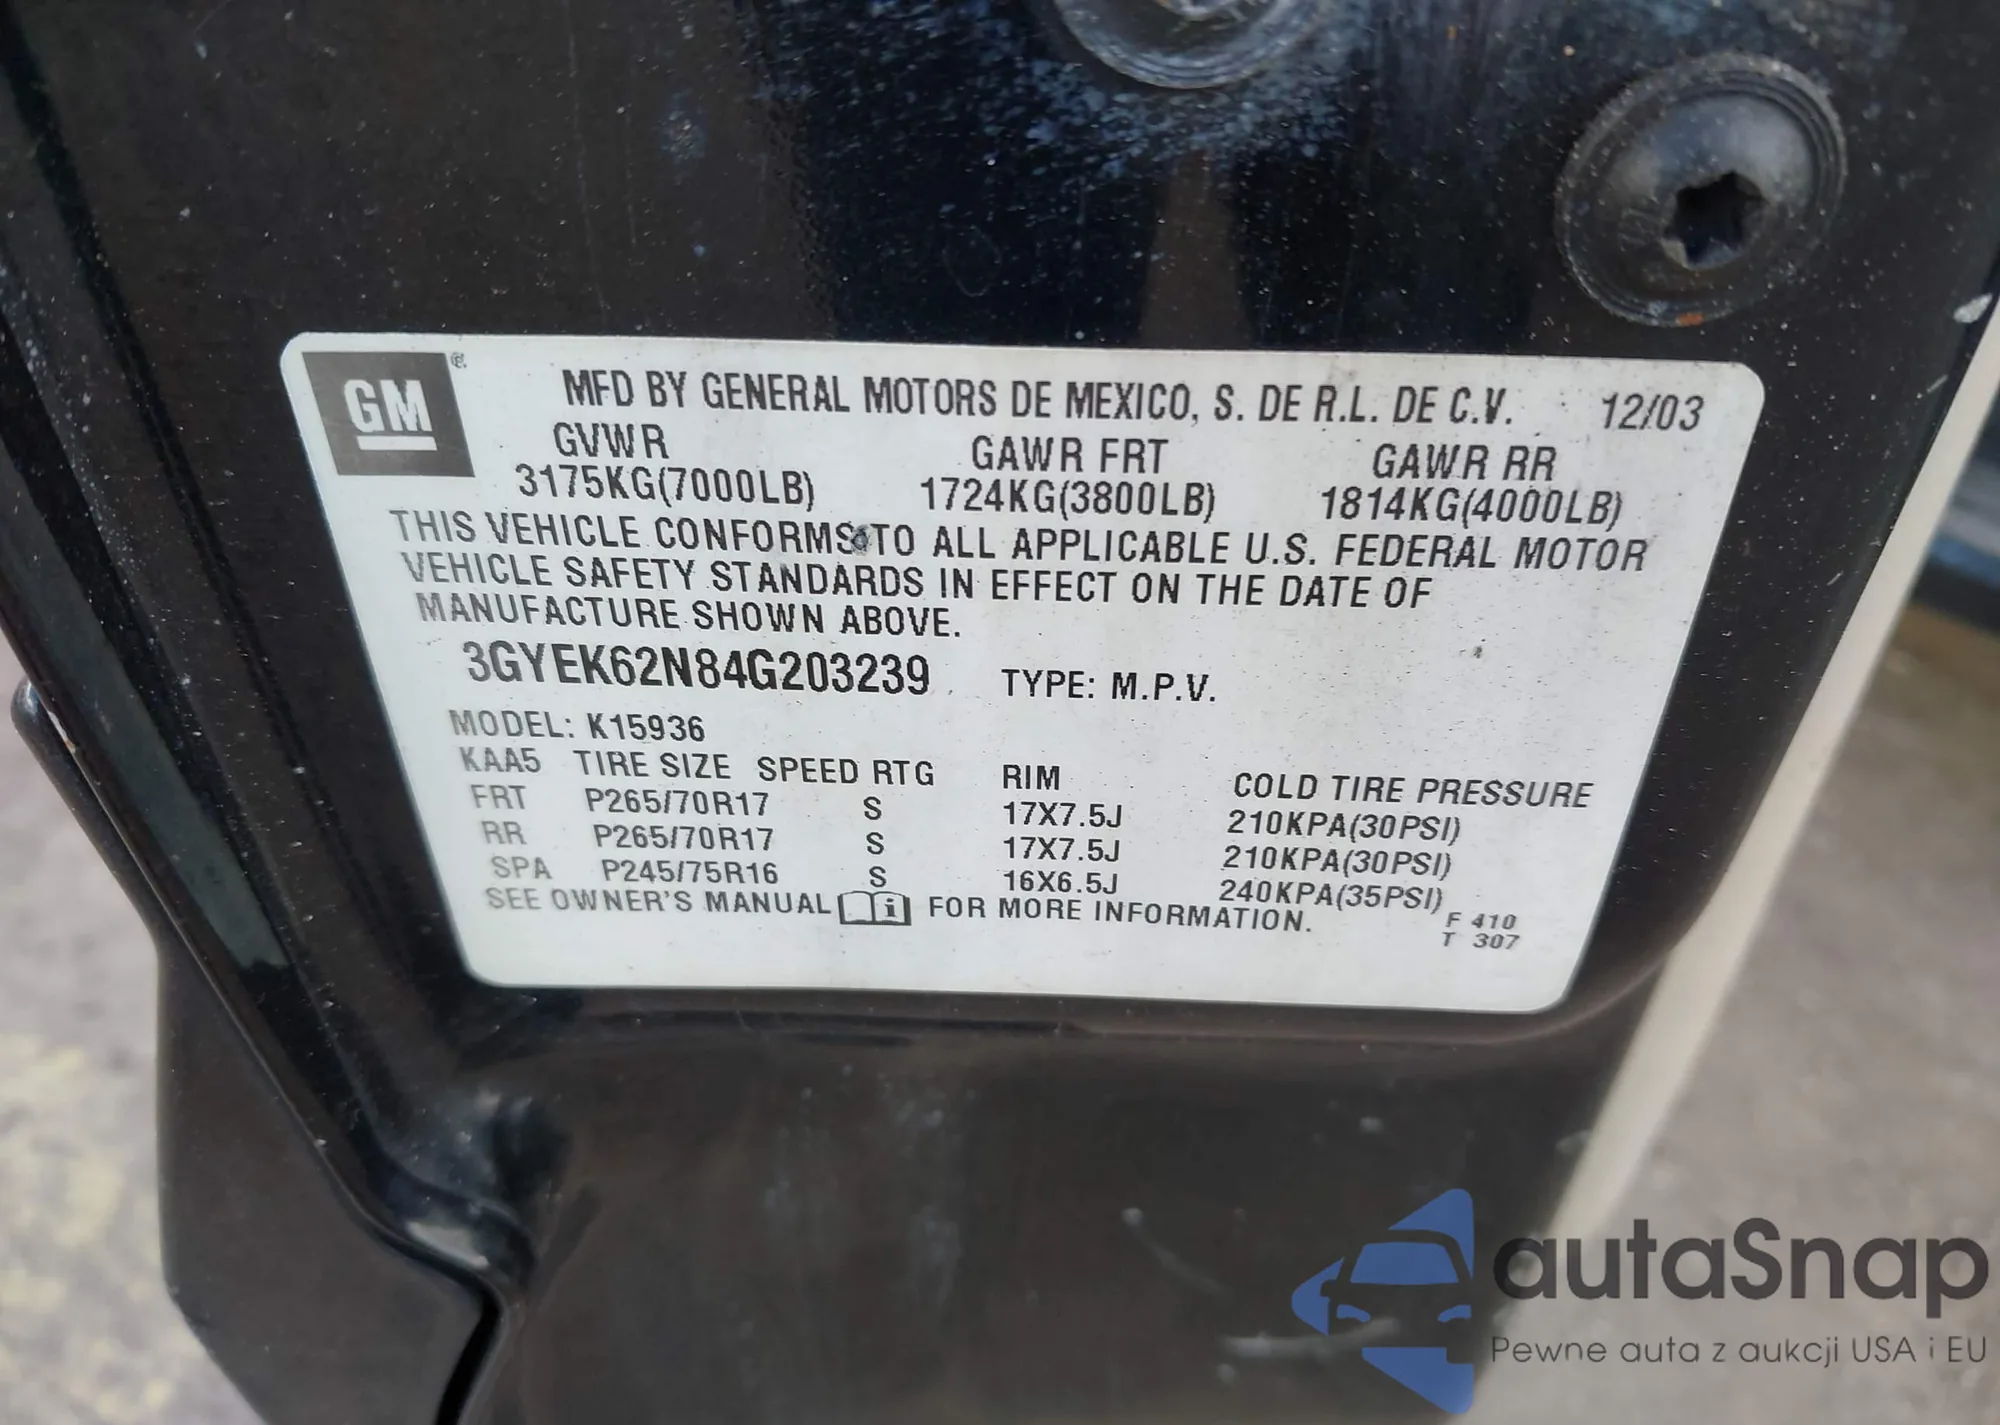 GM ®
MFD BY GENERAL MOTORS DE MEXICO, S. DE R.L. DE C.V. 12/03
GVWR GAWR FRT GAWR RR
3175KG(7000LB) 1724KG(3800LB) 1814KG(4000LB)
THIS VEHICLE CONFORMS TO ALL APPLICABLE U.S. FEDERAL MOTOR
VEHICLE SAFETY STANDARDS IN EFFECT ON THE DATE OF
MANUFACTURE SHOWN ABOVE.
3GYEK62N84G203239 TYPE: M.P.V.
MODEL: K15936
KAA5 TIRE SIZE SPEED RTG RIM COLD TIRE PRESSURE
FRT P265/70R17 S 17X7.5J 210KPA(30PSI)
RR P265/70R17 S 17X7.5J 210KPA(30PSI)
SPA P245/75R16 S 16X6.5J 240KPA(35PSI)
SEE OWNER'S MANUAL i FOR MORE INFORMATION.
F 410
T 307
autaSnap
Pewne auta z aukcji USA i EU